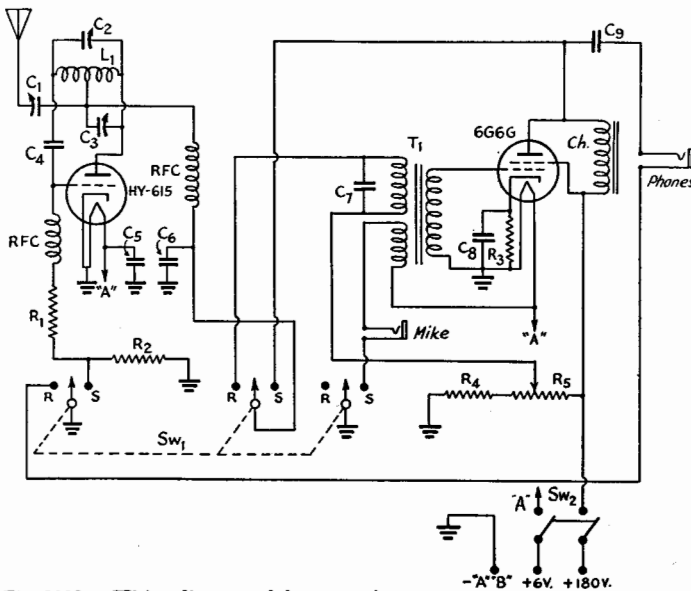 C2
L1
C1
C3
C4
RFC
HY-615
RFC
C5
C6
"A"
R1
R2
R
S
R
S
R
S
Sw1
T1
C7
6G6G
C9
Ch.
Phones
C8
R3
"A"
Mike
R4
R5
"A"
Sw2
-"A" "B"
+6V.
+180V.